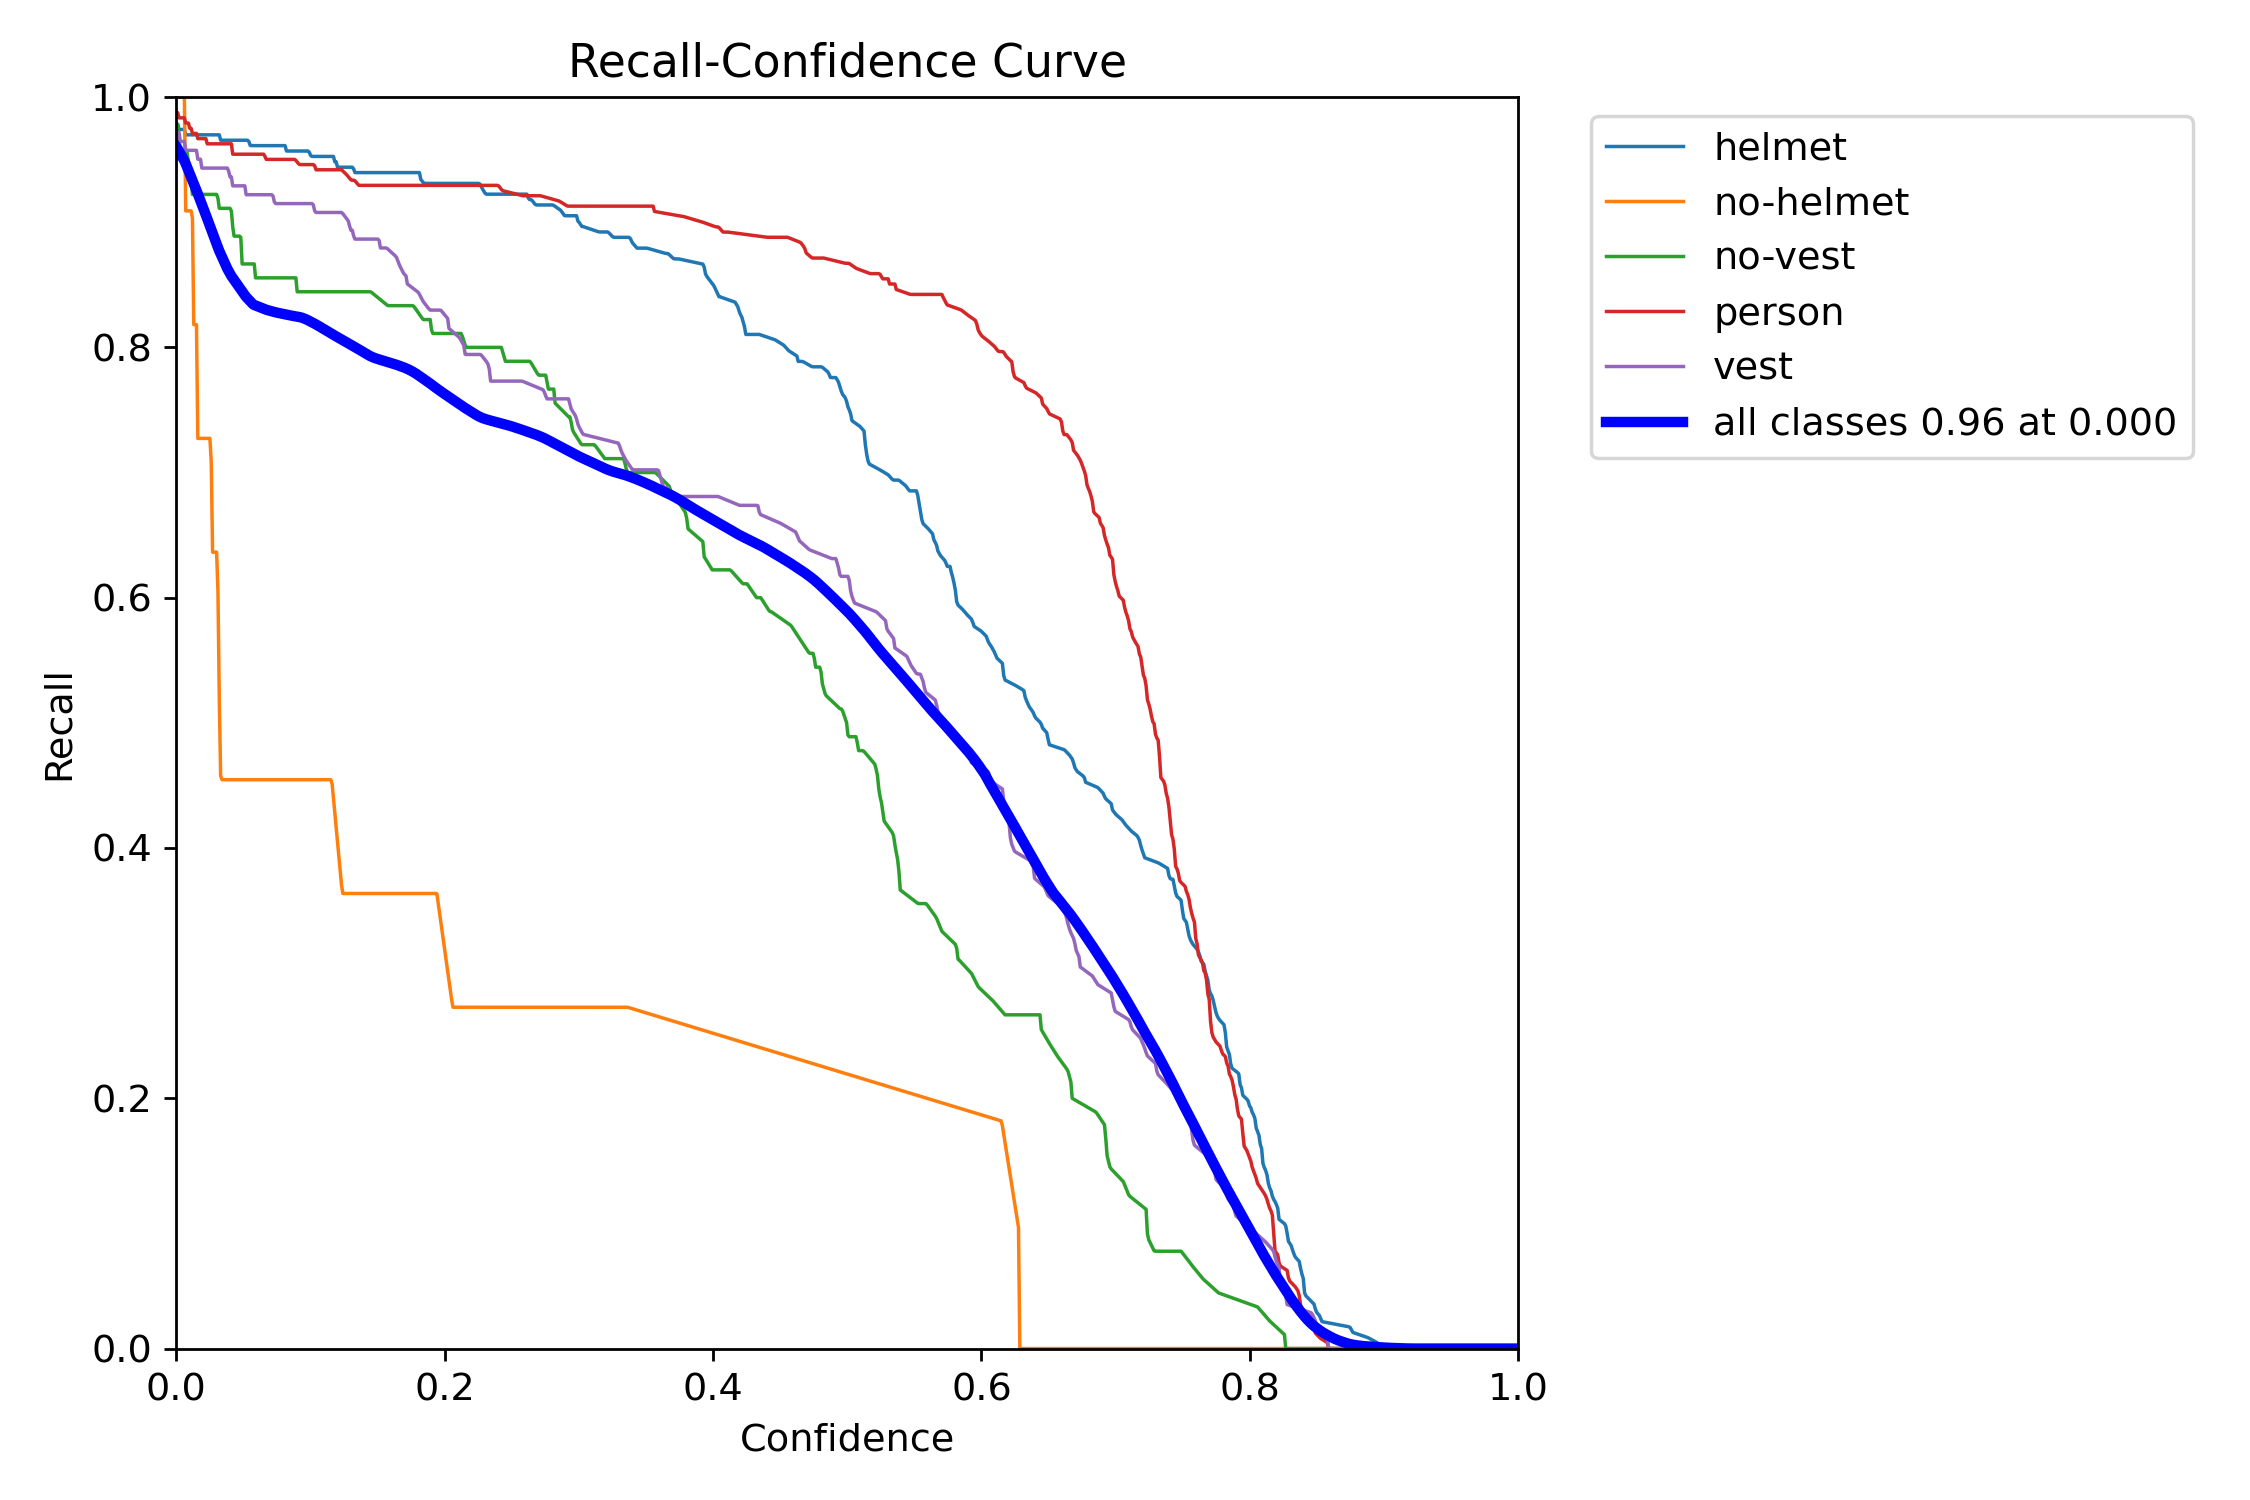 Recall-Confidence Curve
1.0
0.8
0.6
0.4
0.2
0.0
Recall
0.0 0.2 0.4 0.6 0.8 1.0
Confidence
helmet
no-helmet
no-vest
person
vest
all classes 0.96 at 0.000